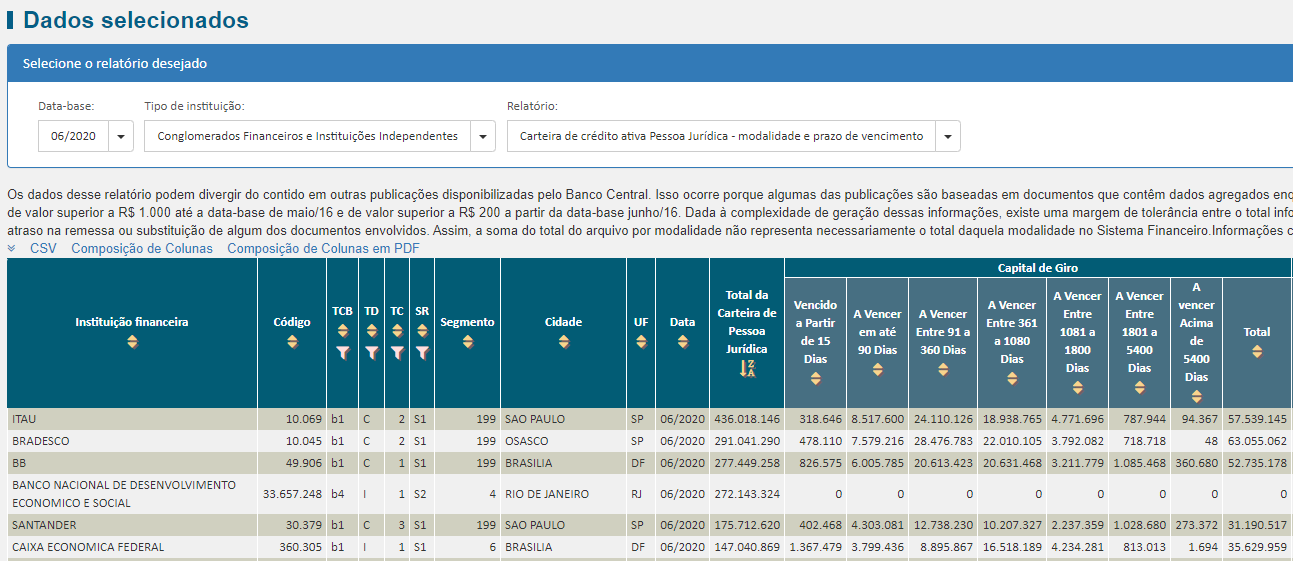 Dados selecionados
Selecione o relatório desejado
Data-base: Tipo de instituição: Relatório:
06/2020 Conglomerados Financeiros e Instituições Independentes Carteira de crédito ativa Pessoa Jurídica - modalidade e prazo de vencimento
Os dados desse relatório podem divergir do contido em outras publicações disponibilizadas pelo Banco Central. Isso ocorre porque algumas das publicações são baseadas em documentos que contêm dados agregados enq
de valor superior a R$ 1.000 até a data-base de maio/16 e de valor superior a R$ 200 a partir da data-base junho/16. Dada à complexidade de geração dessas informações, existe uma margem de tolerância entre o total info
atraso na remessa ou substituição de algum dos documentos envolvidos. Assim, a soma do total do arquivo por modalidade não representa necessariamente o total daquela modalidade no Sistema Financeiro.Informações c
CSV Composição de Colunas Composição de Colunas em PDF
Instituição financeira
Código
TCB
TD
TC
SR
Segmento
Cidade
UF
Data
Total da
Carteira de
Pessoa
Jurídica
Capital de Giro
Vencido
a Partir
de 15
Dias
A Vencer
em até
90 Dias
A Vencer
Entre 91 a
360 Dias
A Vencer
Entre 361
a 1080
Dias
A Vencer
Entre
1081 a
1800
Dias
A Vencer
Entre
1801 a
5400
Dias
A
vencer
Acima
de
5400
Dias
Total
ITAU 10.069 b1 C 2 S1 199 SAO PAULO SP 06/2020 436.018.146 318.646 8.517.600 24.110.126 18.938.765 4.771.696 787.944 94.367 57.539.145
BRADESCO 10.045 b1 C 2 S1 199 OSASCO SP 06/2020 291.041.290 478.110 7.579.216 28.476.783 22.010.105 3.792.082 718.718 48 63.055.062
BB 49.906 b1 C 1 S1 199 BRASILIA DF 06/2020 277.449.258 826.575 6.005.785 20.613.423 20.631.468 3.211.779 1.085.468 360.680 52.735.178
BANCO NACIONAL DE DESENVOLVIMENTO
ECONOMICO E SOCIAL 33.657.248 b4 I 1 S2 4 RIO DE JANEIRO RJ 06/2020 272.143.324 0 0 0 0 0 0 0 0
SANTANDER 30.379 b1 C 3 S1 199 SAO PAULO SP 06/2020 175.712.620 402.468 4.303.081 12.738.230 10.207.327 2.237.359 1.028.680 273.372 31.190.517
CAIXA ECONOMICA FEDERAL 360.305 b1 I 1 S1 6 BRASILIA DF 06/2020 147.040.869 1.367.479 3.799.436 8.895.867 16.518.189 4.234.281 813.013 1.694 35.629.959